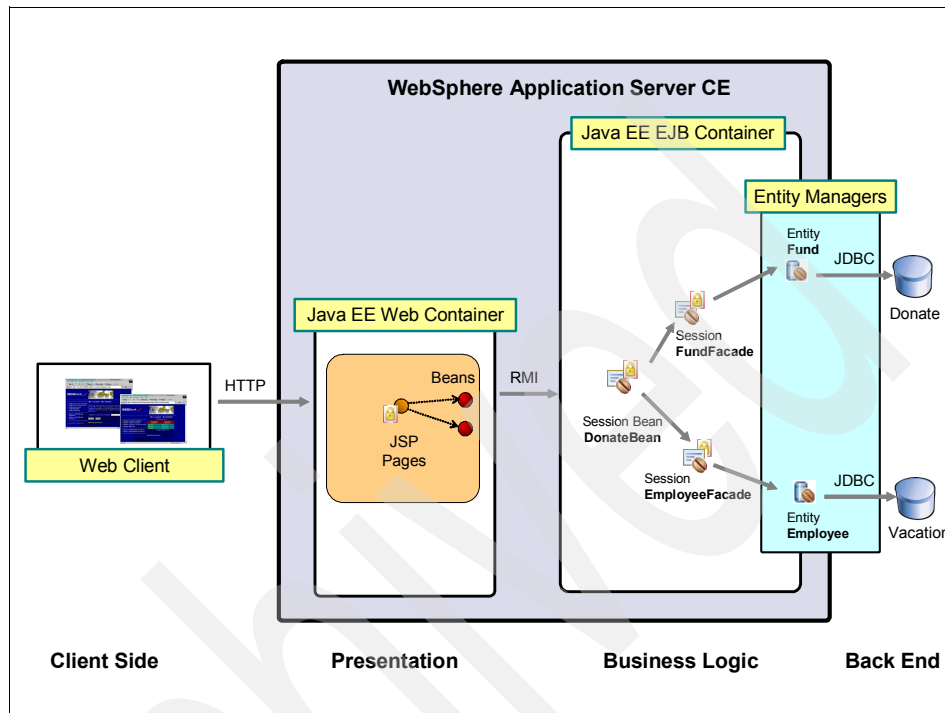 WebSphere Application Server CE
Java EE EJB Container
Entity Managers
Entity
Fund
JDBC
Donate
Java EE Web Container
Session
FundFacade
HTTP
Beans
RMI
JSP
Pages
Session Bean
DonateBean
Web Client
Session
EmployeeFacade
JDBC
Entity
Employee
Vacation
Client Side
Presentation
Business Logic
Back End